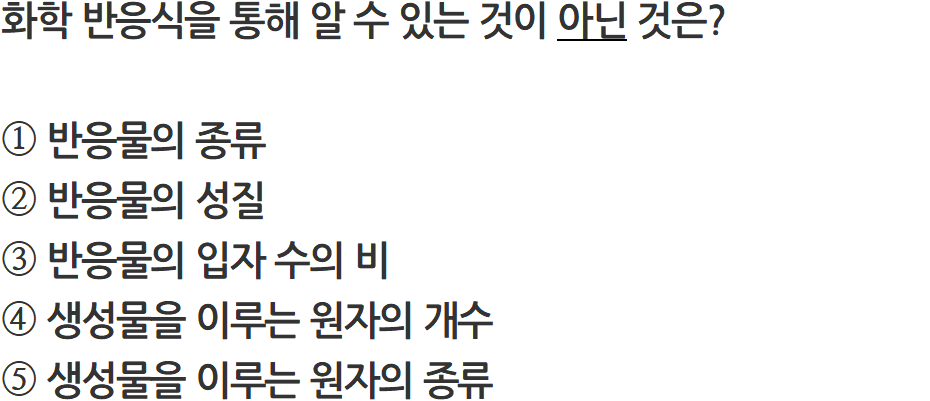 화학 반응식을 통해 알 수 있는 것이 아닌 것은?
① 반응물의 종류
② 반응물의 성질
③ 반응물의 입자 수의 비
④ 생성물을 이루는 원자의 개수
⑤ 생성물을 이루는 원자의 종류